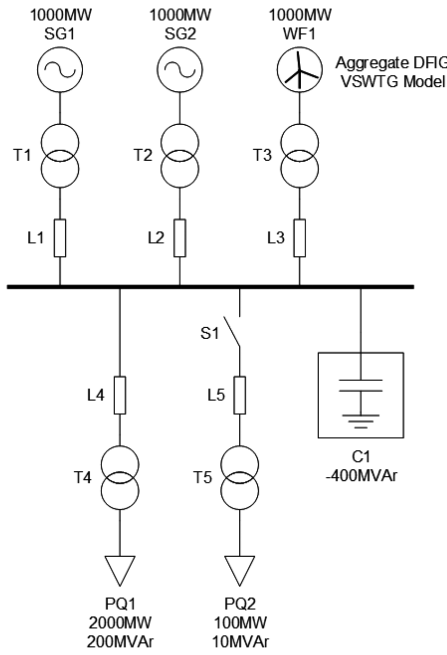 1000MW
SG1
1000MW
SG2
1000MW
WF1
Aggregate DFIG
VSWTG Model
T1
T2
T3
L1
L2
L3
S1
L4
L5
T4
T5
C1
-400MVAr
PQ1
2000MW
200MVAr
PQ2
100MW
10MVAr